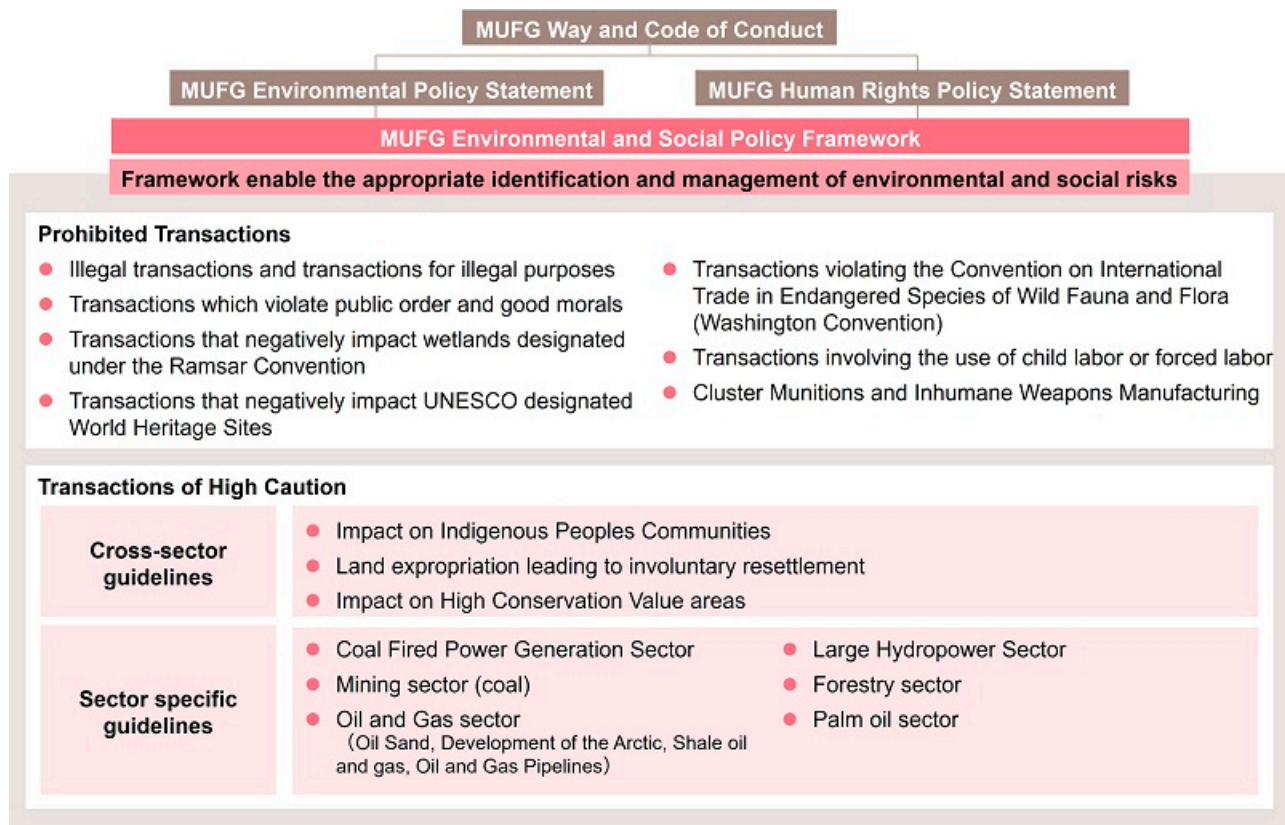 MUFG Way and Code of Conduct
MUFG Environmental Policy Statement
MUFG Human Rights Policy Statement
MUFG Environmental and Social Policy Framework
Framework enable the appropriate identification and management of environmental and social risks
Prohibited Transactions
● Illegal transactions and transactions for illegal purposes
● Transactions which violate public order and good morals
● Transactions that negatively impact wetlands designated
under the Ramsar Convention
● Transactions that negatively impact UNESCO designated
World Heritage Sites
● Transactions violating the Convention on International
Trade in Endangered Species of Wild Fauna and Flora
(Washington Convention)
● Transactions involving the use of child labor or forced labor
● Cluster Munitions and Inhumane Weapons Manufacturing
Transactions of High Caution
Cross-sector
guidelines
● Impact on Indigenous Peoples Communities
● Land expropriation leading to involuntary resettlement
● Impact on High Conservation Value areas
Sector specific
guidelines
● Coal Fired Power Generation Sector
● Mining sector (coal)
● Oil and Gas sector
（Oil Sand, Development of the Arctic, Shale oil
and gas, Oil and Gas Pipelines）
● Large Hydropower Sector
● Forestry sector
● Palm oil sector